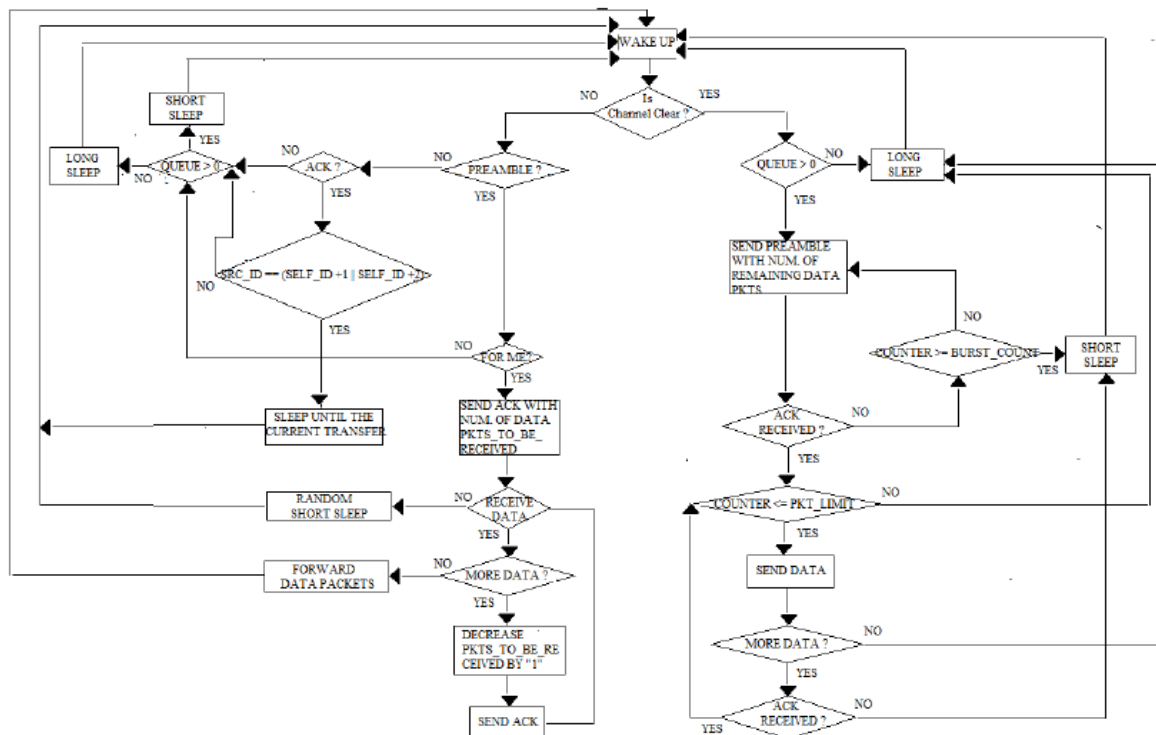 WAKE UP
NO
Is
Channel Clear ?
YES
SHORT
SLEEP
YES
LONG
SLEEP
NO
QUEUE > 0
NO
ACK ?
NO
PREAMBLE ?
QUEUE > 0
NO
LONG
SLEEP
YES
YES
YES
SEND PREAMBLE
WITH NUM. OF
REMAINING DATA
PKTS
NO
SRC_ID == (SELF_ID +1 || SELF_ID +2)
YES
NO
COUNTER >= BURST_COUNT
YES
SHORT
SLEEP
NO
FOR ME?
YES
SLEEP UNTIL THE
CURRENT TRANSFER
SEND ACK WITH
NUM. OF DATA
PKTS_TO_BE_
RECEIVED
ACK
RECEIVED ?
NO
YES
RANDOM
SHORT SLEEP
NO
RECEIVE
DATA
YES
COUNTER <= PKT_LIMIT
NO
YES
FORWARD
DATA PACKETS
NO
MORE DATA ?
YES
SEND DATA
DECREASE
PKTS_TO_BE_RE
CEIVED BY "1"
MORE DATA ?
NO
YES
SEND ACK
YES
ACK
RECEIVED ?
NO